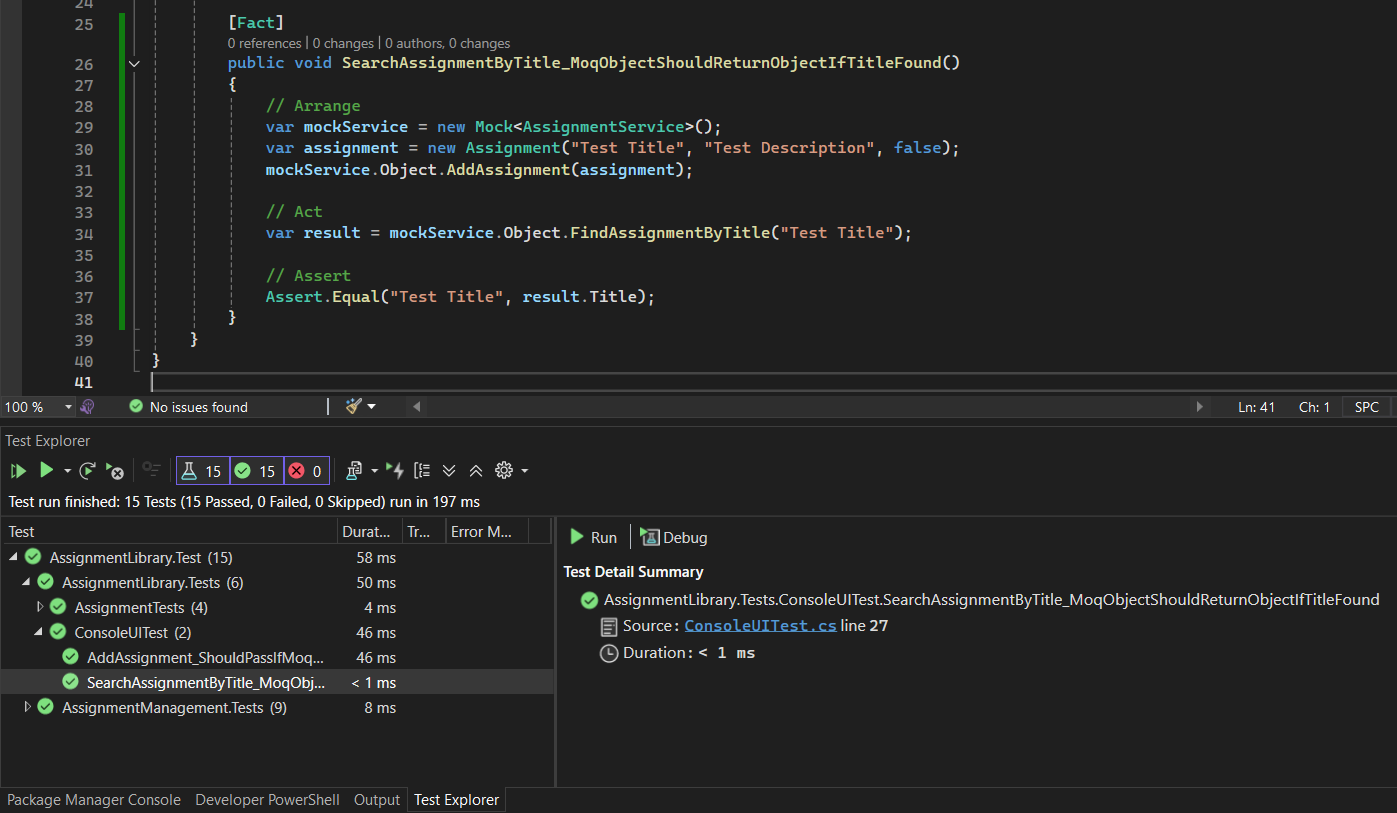 24
25 [Fact]
0 references | 0 changes | 0 authors, 0 changes
26 public void SearchAssignmentByTitle_MoqObjectShouldReturnObjectIfTitleFound()
27 {
28 // Arrange
29 var mockService = new Mock<AssignmentService>();
30 var assignment = new Assignment("Test Title", "Test Description", false);
31 mockService.Object.AddAssignment(assignment);
32
33 // Act
34 var result = mockService.Object.FindAssignmentByTitle("Test Title");
35
36 // Assert
37 Assert.Equal("Test Title", result.Title);
38 }
39 }
40 }
41
100 % No issues found Ln: 41 Ch: 1 SPC
Test Explorer
15 15 0
Test run finished: 15 Tests (15 Passed, 0 Failed, 0 Skipped) run in 197 ms
Test Durat... Tr... Error M...
AssignmentLibrary.Test (15) 58 ms
AssignmentLibrary.Tests (6) 50 ms
AssignmentTests (4) 4 ms
ConsoleUITest (2) 46 ms
AddAssignment_ShouldPassIfMoq... 46 ms
SearchAssignmentByTitle_MoqObj... < 1 ms
AssignmentManagement.Tests (9) 8 ms
Run Debug
Test Detail Summary
AssignmentLibrary.Tests.ConsoleUITest.SearchAssignmentByTitle_MoqObjectShouldReturnObjectIfTitleFound
Source: ConsoleUITest.cs line 27
Duration: < 1 ms
Package Manager Console Developer PowerShell Output Test Explorer